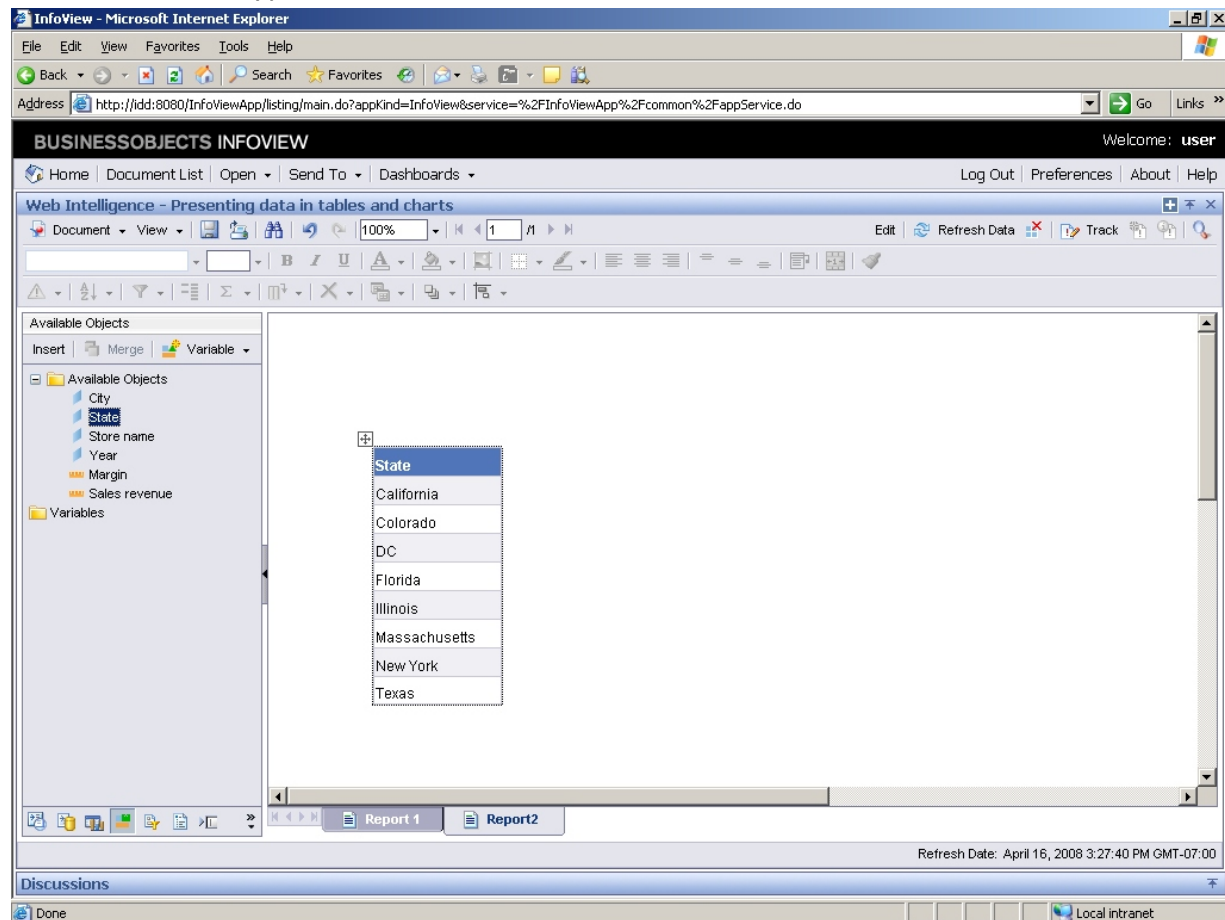 InfoView - Microsoft Internet Explorer
File Edit View Favorites Tools Help
Back Search Favorites
Address http://idd:8080/InfoViewApp/listing/main.do?appKind=InfoView&service=%2FInfoViewApp%2Fcommon%2FappService.do Go Links »
BUSINESSOBJECTS INFOVIEW Welcome: user
Home Document List Open Send To Dashboards Log Out Preferences About Help
Web Intelligence - Presenting data in tables and charts
Document View 100% 1 /1 Edit Refresh Data Track
B I U A
Available Objects
Insert Merge Variable
Available Objects
City
State
Store name
Year
Margin
Sales revenue
Variables
State
California
Colorado
DC
Florida
Illinois
Massachusetts
New York
Texas
Report 1 Report2
Refresh Date: April 16, 2008 3:27:40 PM GMT-07:00
Discussions
Done Local intranet